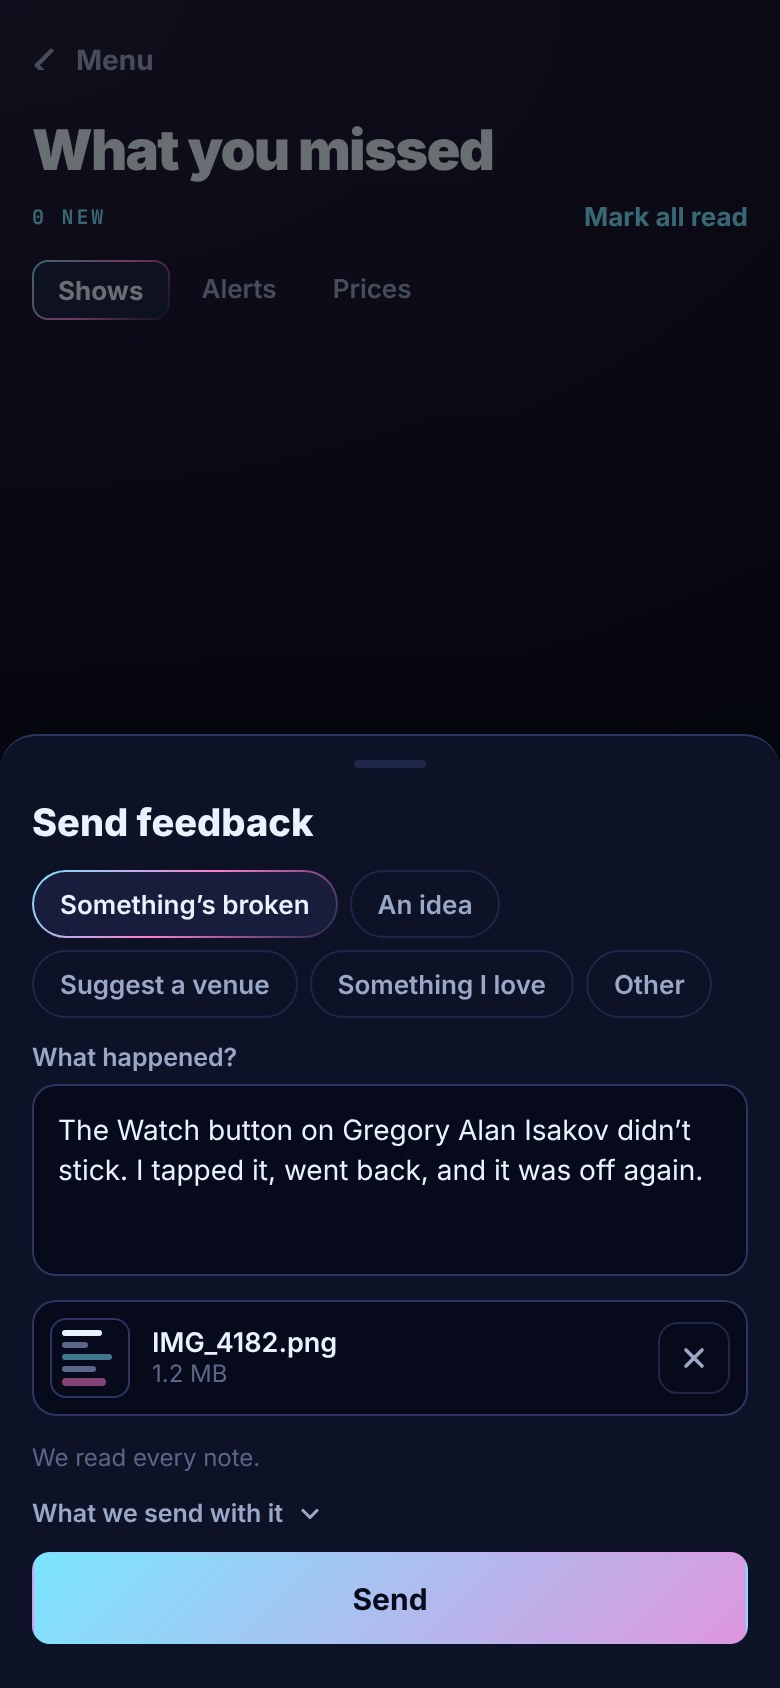 Menu
What you missed
0 NEW
Mark all read
Shows
Alerts
Prices
Send feedback
Something’s broken
An idea
Suggest a venue
Something I love
Other
What happened?
The Watch button on Gregory Alan Isakov didn’t
stick. I tapped it, went back, and it was off again.
IMG_4182.png
1.2 MB
We read every note.
What we send with it
Send